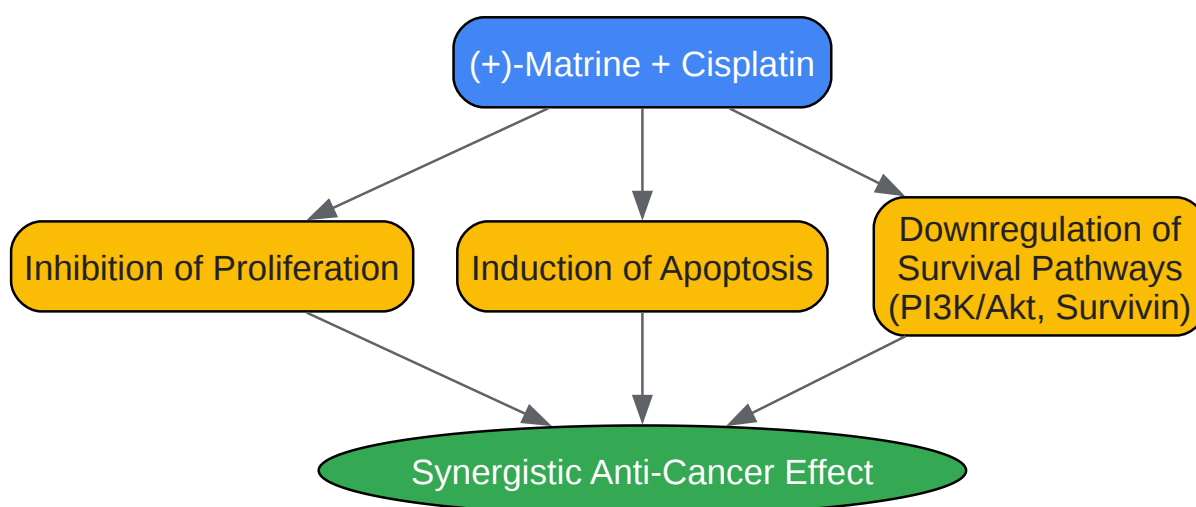 (+)-Matrine + Cisplatin
Inhibition of Proliferation
Induction of Apoptosis
Downregulation of
Survival Pathways
(PI3K/Akt, Survivin)
Synergistic Anti-Cancer Effect